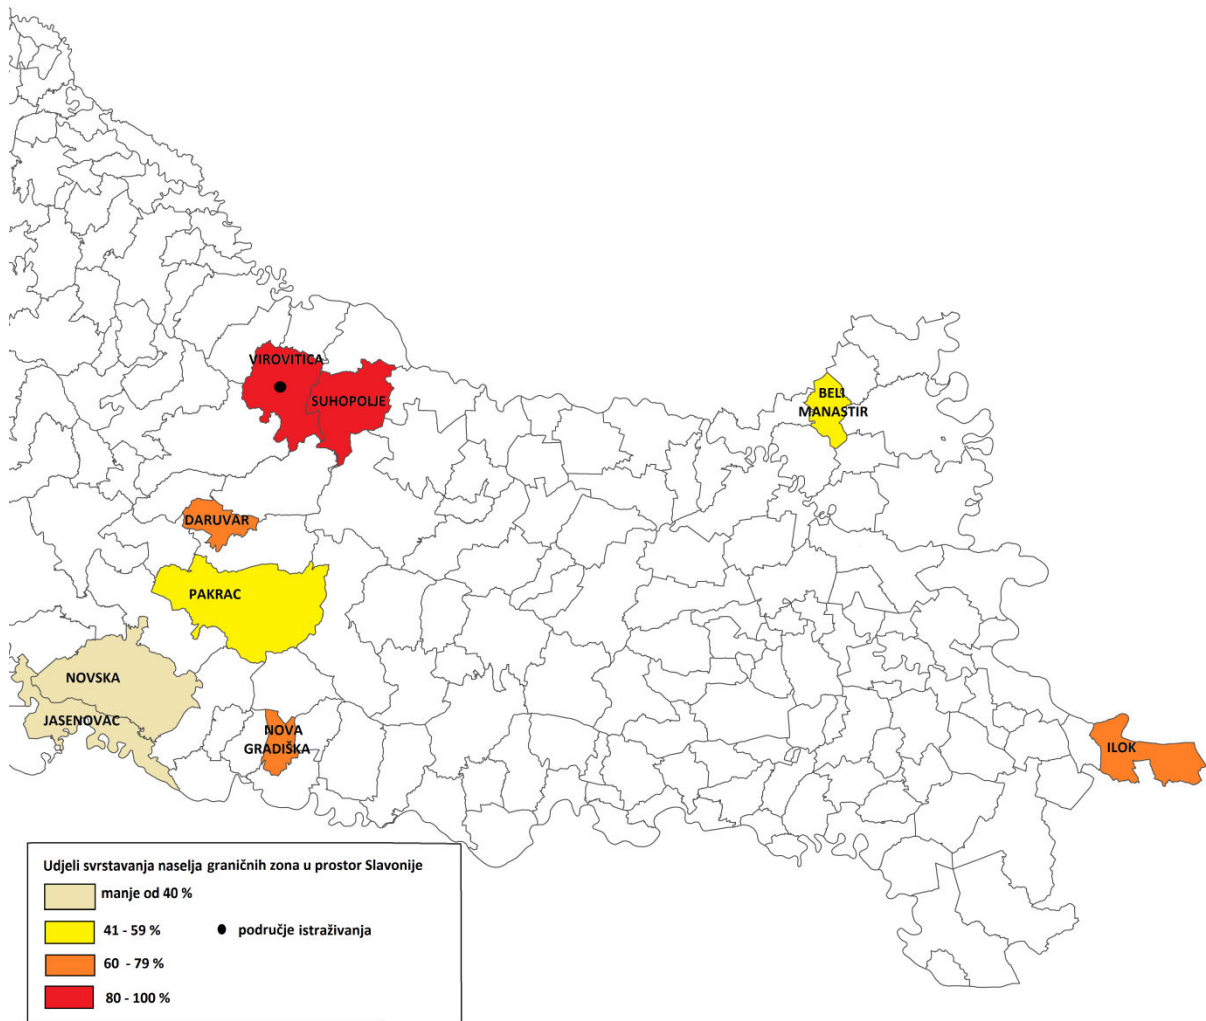 VIROVITICA
SUHOPOLJE
BELI
MANASTIR
DARUVAR
PAKRAC
NOVSKA
JASENOVAC
NOVA
GRADIŠKA
ILOK
Udjeli svrstavanja naselja graničnih zona u prostor Slavonije
manje od 40 %
41 - 59 %
područje istraživanja
60 - 79 %
80 - 100 %